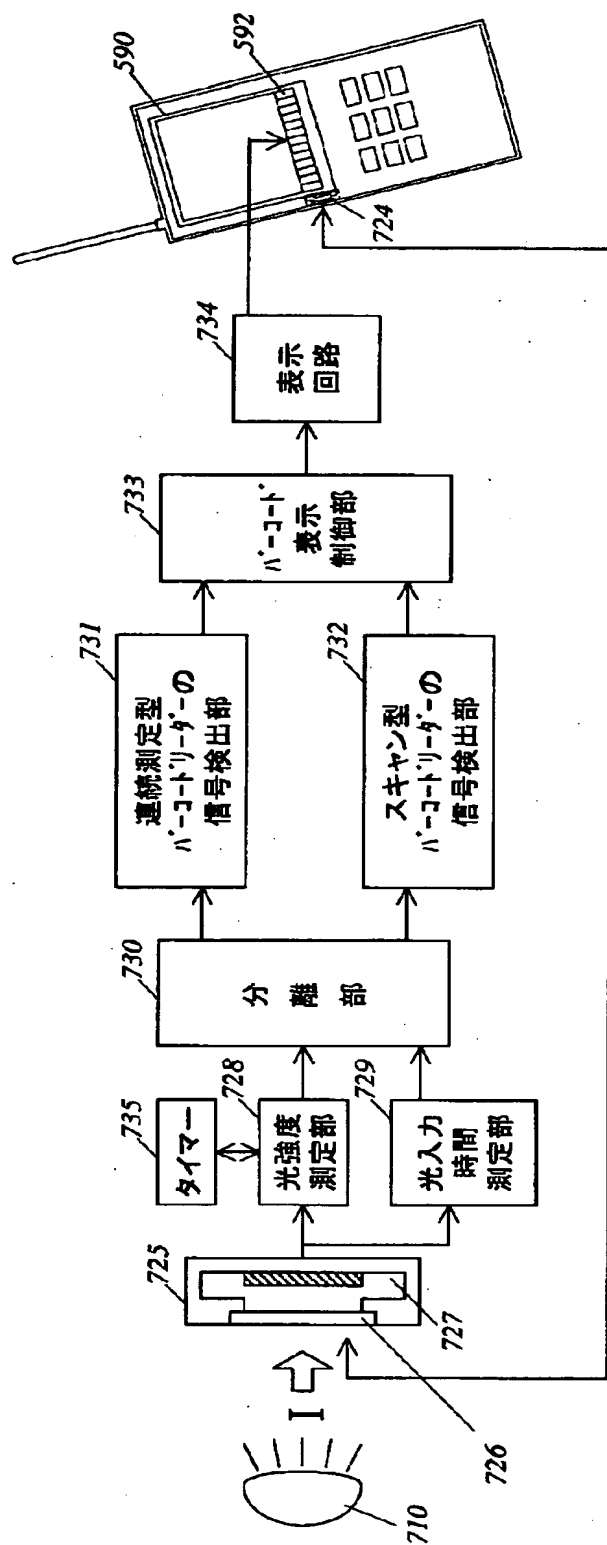 710
I
726
725
727
735
タイマー
728
光強度
測定部
729
光入力
時間
測定部
730
分離部
731
連続測定型
バーコードリーダーの
信号検出部
732
スキャン型
バーコードリーダーの
信号検出部
733
バーコード
表示
制御部
734
表示
回路
590
592
724